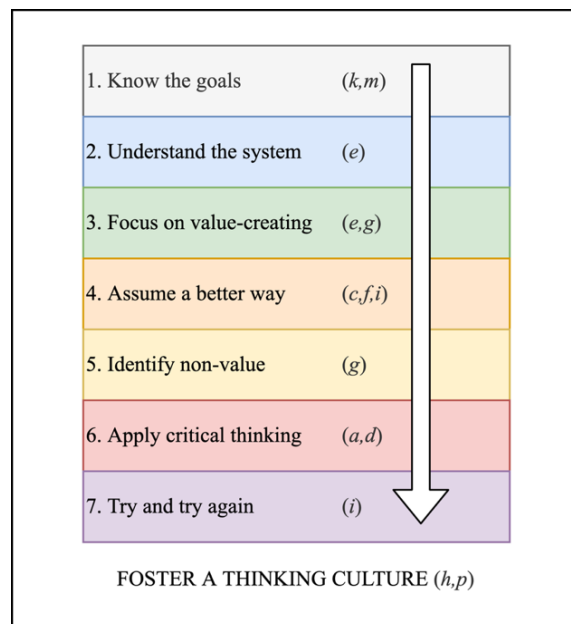 1. Know the goals (k,m)
2. Understand the system (e)
3. Focus on value-creating (e,g)
4. Assume a better way (c,f,i)
5. Identify non-value (g)
6. Apply critical thinking (a,d)
7. Try and try again (i)
FOSTER A THINKING CULTURE (h,p)